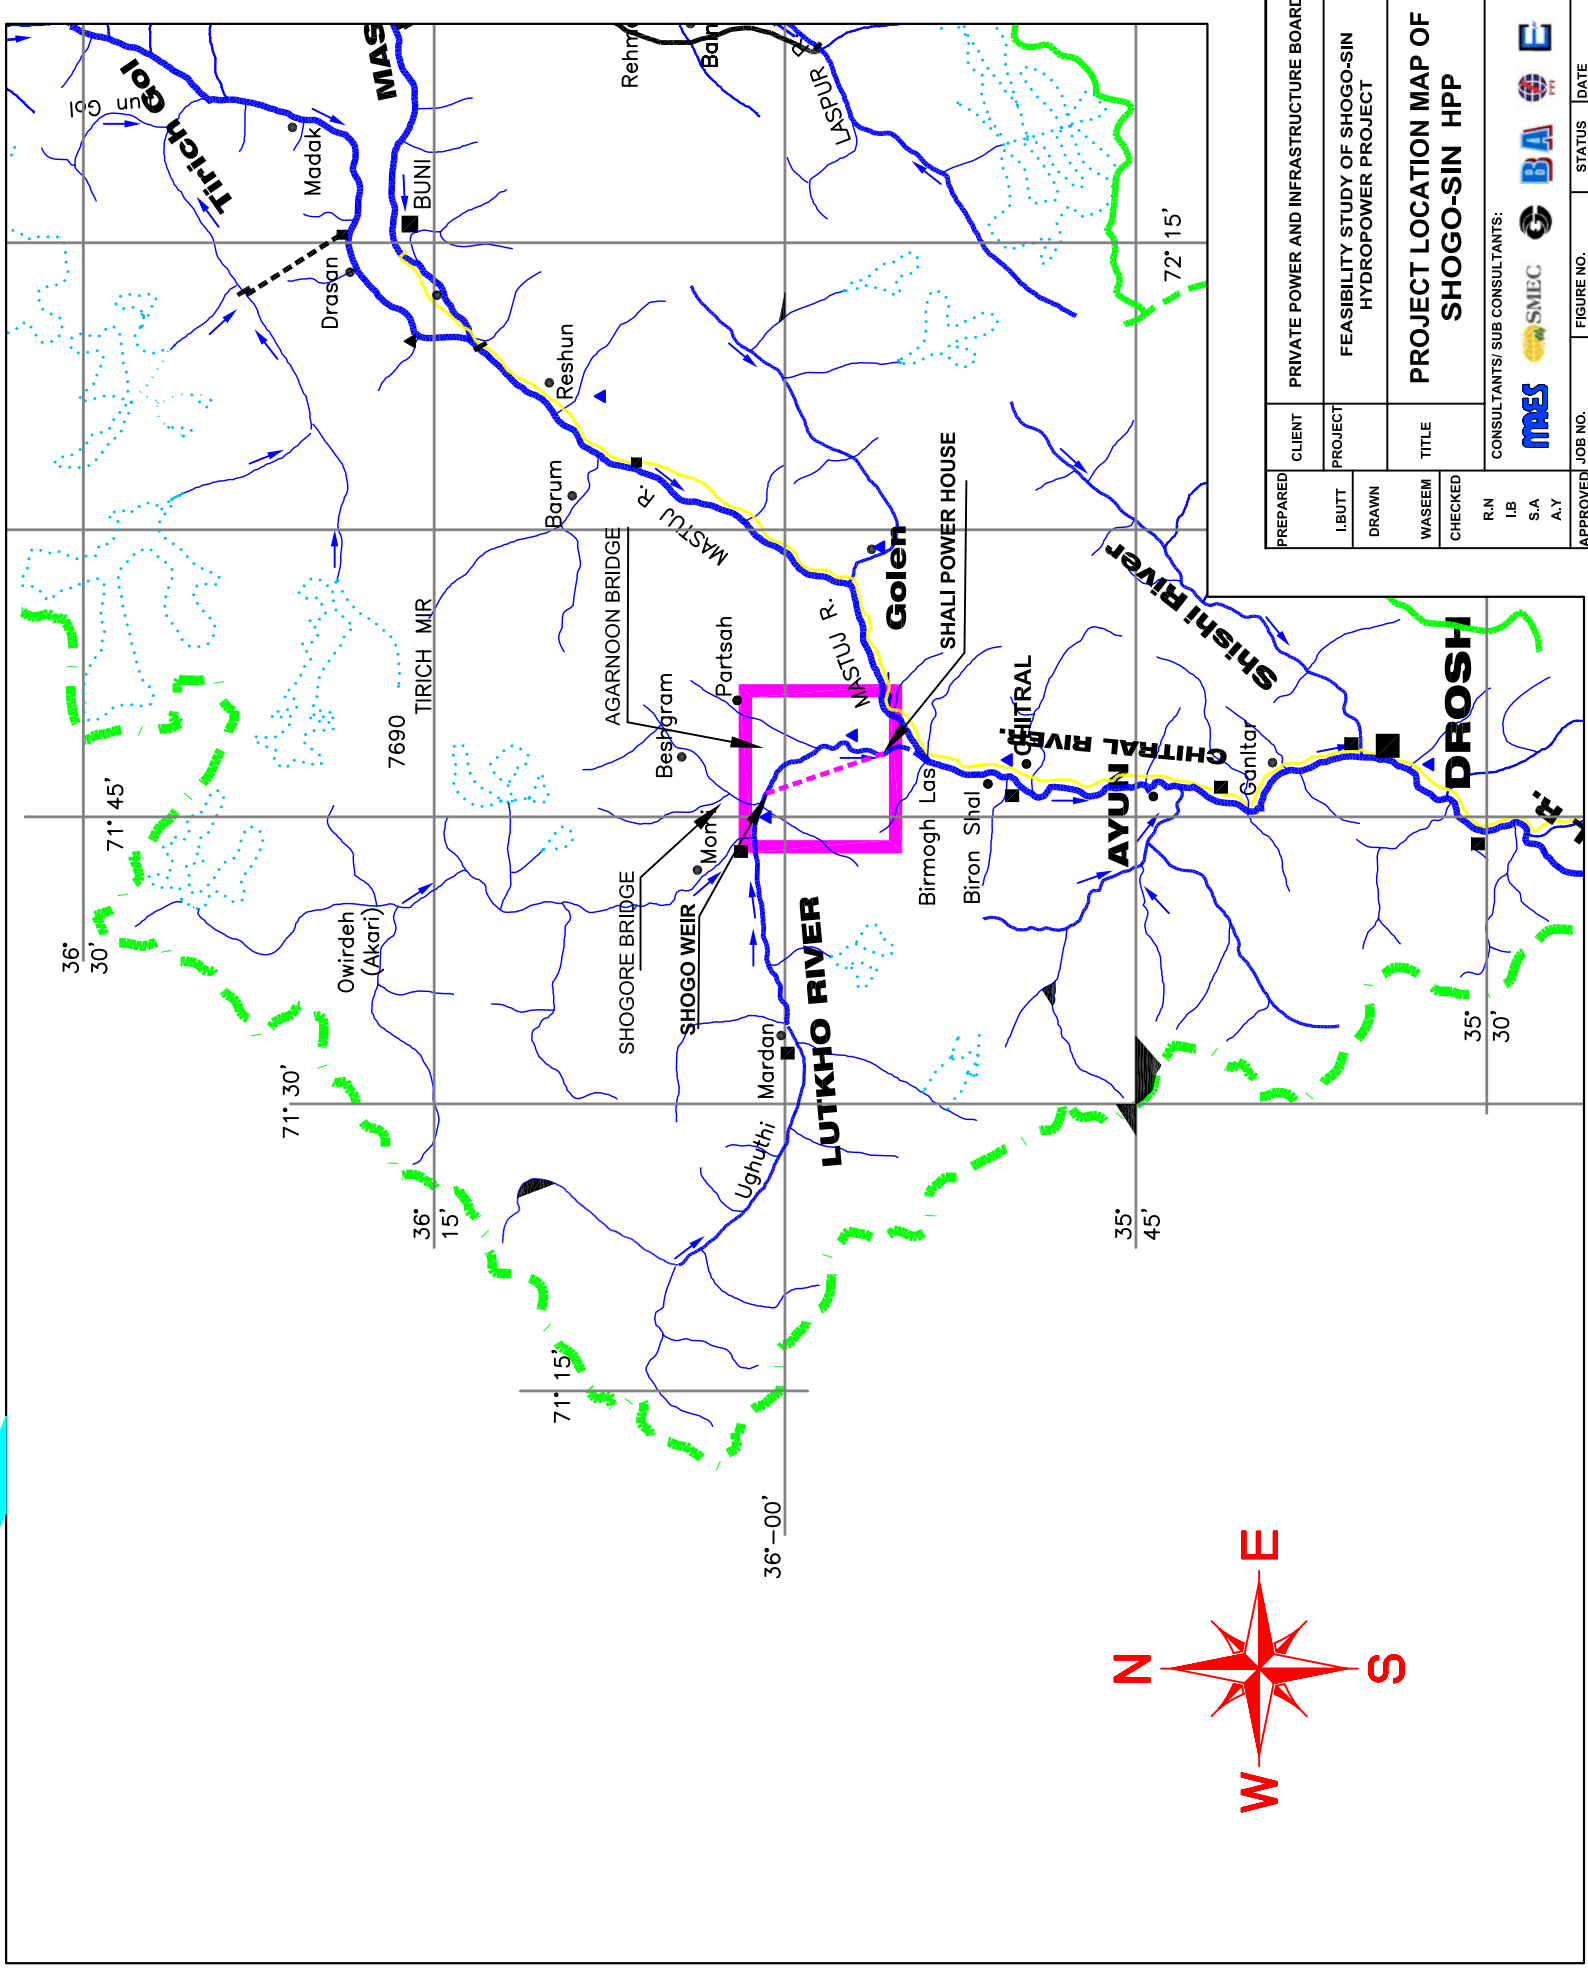 36°
30'
36°
15'
36°-00'
35°
45'
35°
30'
71° 15'
71° 30'
71° 45'
72° 15'
Tirich Gol
Gol
Madak
BUNI
MAS
Drasan
Reshun
Barum
MASTUJ R.
MASTUJ R.
LASPUR
TIRICH MIR
7690
AGARNOON BRIDGE
Partsah
Beshgram
SHOGORE BRIDGE
SHOGO WEIR
Owirdeh
(Akari)
Mardan
LUTKHO RIVER
Ughuthi
Golen
SHALI POWER HOUSE
Birmogh Las
Biron Shal
CHITRAL
CHITRAL RIVER.
AYUN
Shishi River
DROSH
R.
N
E
S
W
PREPARED
I.BUTT
DRAWN
WASEEM
CHECKED
R.N
I.B
S.A
A.Y
APPROVED
CLIENT
PRIVATE POWER AND INFRASTRUCTURE BOARD
PROJECT
FEASIBILITY STUDY OF SHOGO-SIN
HYDROPOWER PROJECT
TITLE
PROJECT LOCATION MAP OF
SHOGO-SIN HPP
CONSULTANTS/ SUB CONSULTANTS:
MAES
SMEC
BA
JOB NO.
FIGURE NO.
STATUS
DATE